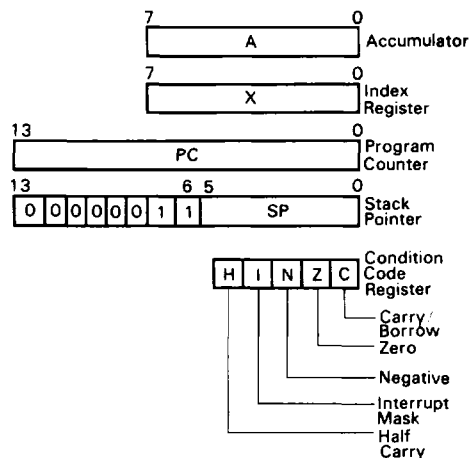 7 0
A Accumulator
7 0
X Index
Register
13 0
PC Program
Counter
13 6 5 0
0 0 0 0 0 0 1 1 SP Stack
Pointer
H I N Z C Condition
Code
Register
Carry/
Borrow
Zero
Negative
Interrupt
Mask
Half
Carry